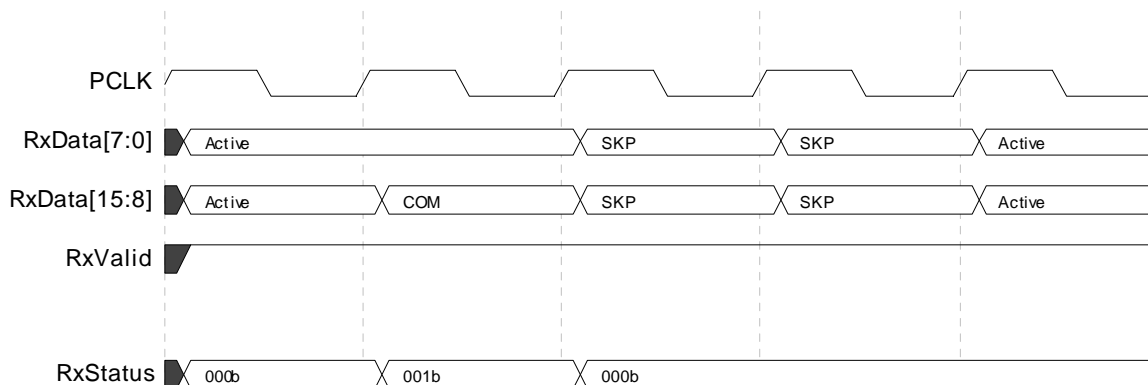 PCLK
RxData[7:0] Active SKP SKP Active
RxData[15:8] Active COM SKP SKP Active
RxValid
RxStatus 000b 001b 000b